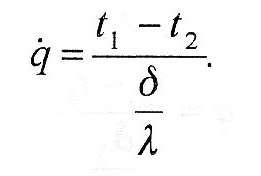 q̇ = (t₁ − t₂) / (δ / λ).